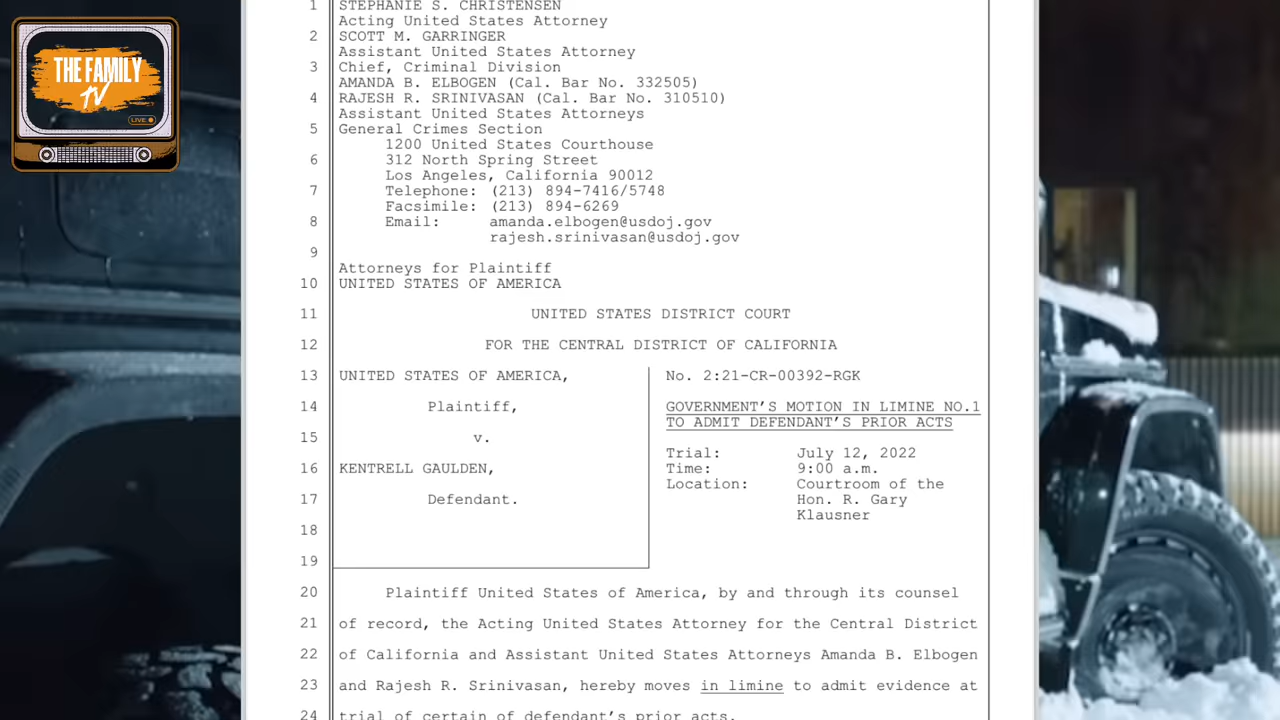 THE FAMILY
TV
LIVE
1 STEPHANIE S. CHRISTENSEN
Acting United States Attorney
2 SCOTT M. GARRINGER
Assistant United States Attorney
3 Chief, Criminal Division
AMANDA B. ELBOGEN (Cal. Bar No. 332505)
4 RAJESH R. SRINIVASAN (Cal. Bar No. 310510)
Assistant United States Attorneys
5 General Crimes Section
1200 United States Courthouse
6 312 North Spring Street
Los Angeles, California 90012
7 Telephone: (213) 894-7416/5748
Facsimile: (213) 894-6269
8 Email: amanda.elbogen@usdoj.gov
rajesh.srinivasan@usdoj.gov
9
Attorneys for Plaintiff
10 UNITED STATES OF AMERICA
11 UNITED STATES DISTRICT COURT
12 FOR THE CENTRAL DISTRICT OF CALIFORNIA
13 UNITED STATES OF AMERICA, No. 2:21-CR-00392-RGK
14 Plaintiff, GOVERNMENT'S MOTION IN LIMINE NO.1
TO ADMIT DEFENDANT'S PRIOR ACTS
15 v.
Trial: July 12, 2022
16 KENTRELL GAULDEN, Time: 9:00 a.m.
Location: Courtroom of the
17 Defendant. Hon. R. Gary
Klausner
18
19
20 Plaintiff United States of America, by and through its counsel
21 of record, the Acting United States Attorney for the Central District
22 of California and Assistant United States Attorneys Amanda B. Elbogen
23 and Rajesh R. Srinivasan, hereby moves in limine to admit evidence at
24 trial of certain of defendant's prior acts.